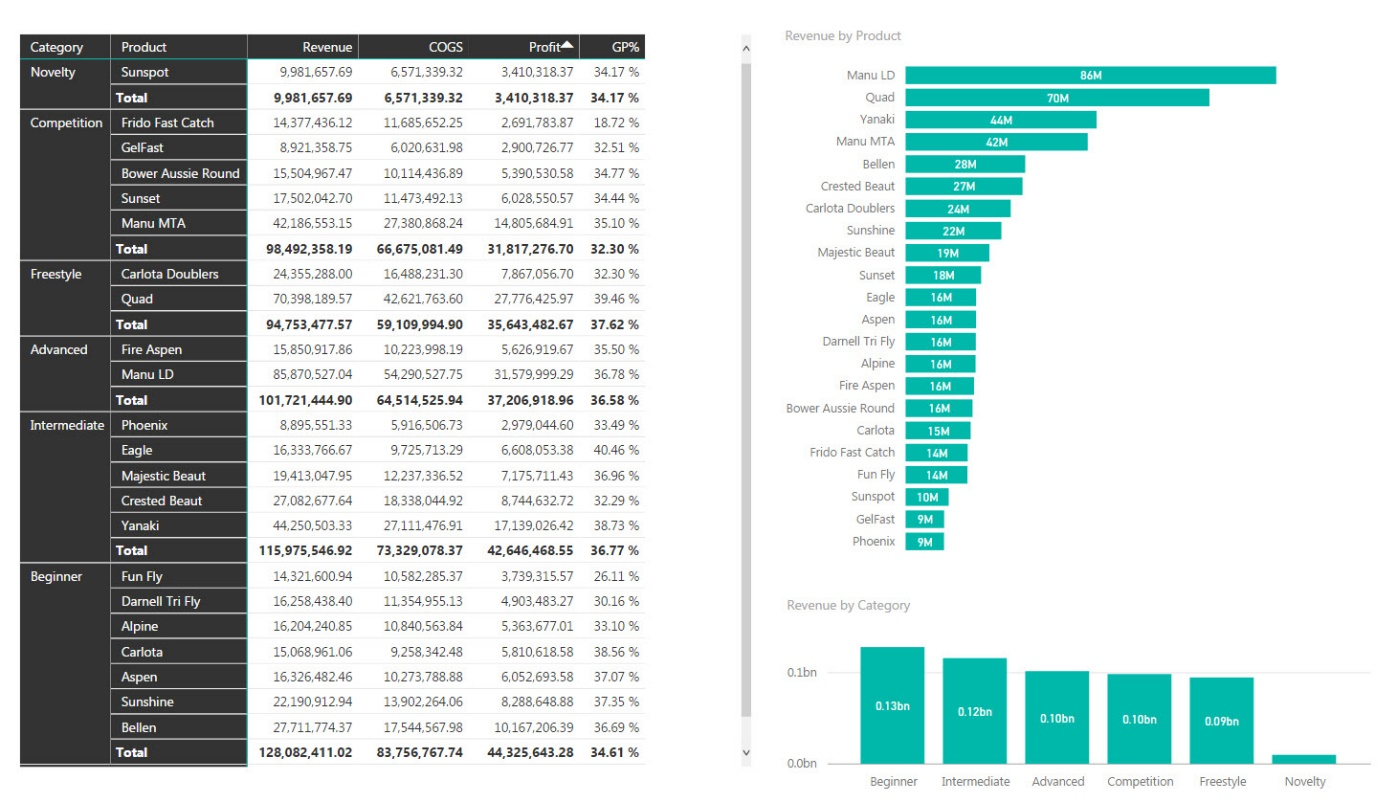 Category Product Revenue COGS Profit GP%
Novelty Sunspot 9,981,657.69 6,571,339.32 3,410,318.37 34.17 %
Total 9,981,657.69 6,571,339.32 3,410,318.37 34.17 %
Competition Frido Fast Catch 14,377,436.12 11,685,652.25 2,691,783.87 18.72 %
GelFast 8,921,358.75 6,020,631.98 2,900,726.77 32.51 %
Bower Aussie Round 15,504,967.47 10,114,436.89 5,390,530.58 34.77 %
Sunset 17,502,042.70 11,473,492.13 6,028,550.57 34.44 %
Manu MTA 42,186,553.15 27,380,868.24 14,805,684.91 35.10 %
Total 98,492,358.19 66,675,081.49 31,817,276.70 32.30 %
Freestyle Carlota Doublers 24,355,288.00 16,488,231.30 7,867,056.70 32.30 %
Quad 70,398,189.57 42,621,763.60 27,776,425.97 39.46 %
Total 94,753,477.57 59,109,994.90 35,643,482.67 37.62 %
Advanced Fire Aspen 15,850,917.86 10,223,998.19 5,626,919.67 35.50 %
Manu LD 85,870,527.04 54,290,527.75 31,579,999.29 36.78 %
Total 101,721,444.90 64,514,525.94 37,206,918.96 36.58 %
Intermediate Phoenix 8,895,551.33 5,916,506.73 2,979,044.60 33.49 %
Eagle 16,333,766.67 9,725,713.29 6,608,053.38 40.46 %
Majestic Beaut 19,413,047.95 12,237,336.52 7,175,711.43 36.96 %
Crested Beaut 27,082,677.64 18,338,044.92 8,744,632.72 32.29 %
Yanaki 44,250,503.33 27,111,476.91 17,139,026.42 38.73 %
Total 115,975,546.92 73,329,078.37 42,646,468.55 36.77 %
Beginner Fun Fly 14,321,600.94 10,582,285.37 3,739,315.57 26.11 %
Darnell Tri Fly 16,258,438.40 11,354,955.13 4,903,483.27 30.16 %
Alpine 16,204,240.85 10,840,563.84 5,363,677.01 33.10 %
Carlota 15,068,961.06 9,258,342.48 5,810,618.58 38.56 %
Aspen 16,326,482.46 10,273,788.88 6,052,693.58 37.07 %
Sunshine 22,190,912.94 13,902,264.06 8,288,648.88 37.35 %
Bellen 27,711,774.37 17,544,567.98 10,167,206.39 36.69 %
Total 128,082,411.02 83,756,767.74 44,325,643.28 34.61 %
Revenue by Product
Manu LD 86M
Quad 70M
Yanaki 44M
Manu MTA 42M
Bellen 28M
Crested Beaut 27M
Carlota Doublers 24M
Sunshine 22M
Majestic Beaut 19M
Sunset 18M
Eagle 16M
Aspen 16M
Darnell Tri Fly 16M
Alpine 16M
Fire Aspen 16M
Bower Aussie Round 16M
Carlota 15M
Frido Fast Catch 14M
Fun Fly 14M
Sunspot 10M
GelFast 9M
Phoenix 9M
Revenue by Category
0.1bn
0.13bn 0.12bn 0.10bn 0.10bn 0.09bn
0.0bn
Beginner Intermediate Advanced Competition Freestyle Novelty